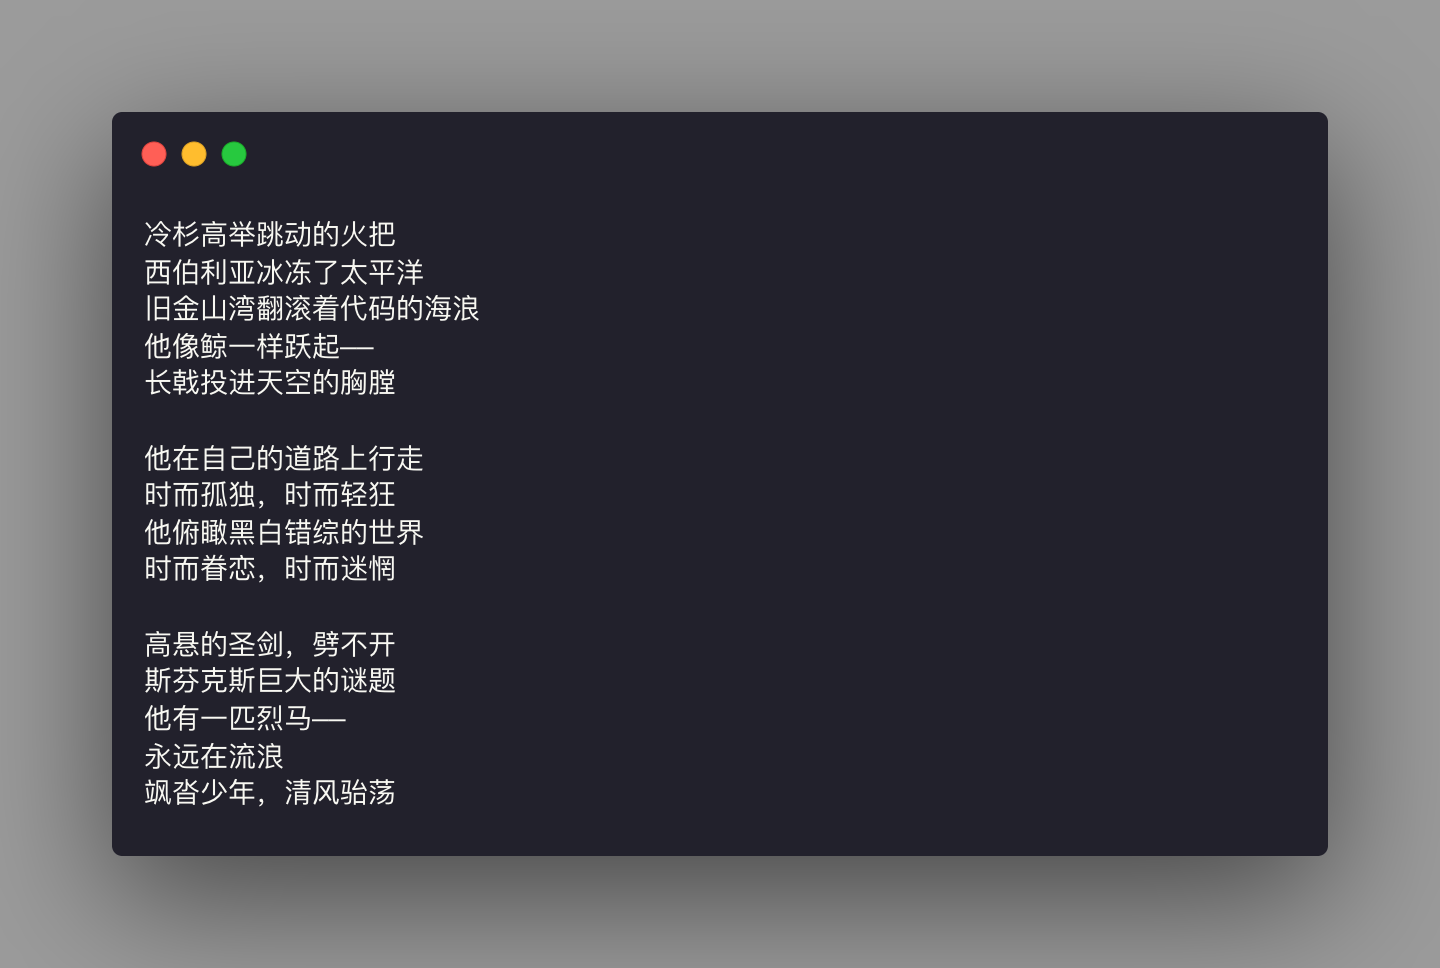 冷杉高举跳动的火把
西伯利亚冰冻了太平洋
旧金山湾翻滚着代码的海浪
他像鲸一样跃起——
长戟投进天空的胸膛
他在自己的道路上行走
时而孤独，时而轻狂
他俯瞰黑白错综的世界
时而眷恋，时而迷惘
高悬的圣剑，劈不开
斯芬克斯巨大的谜题
他有一匹烈马——
永远在流浪
飒沓少年，清风骀荡